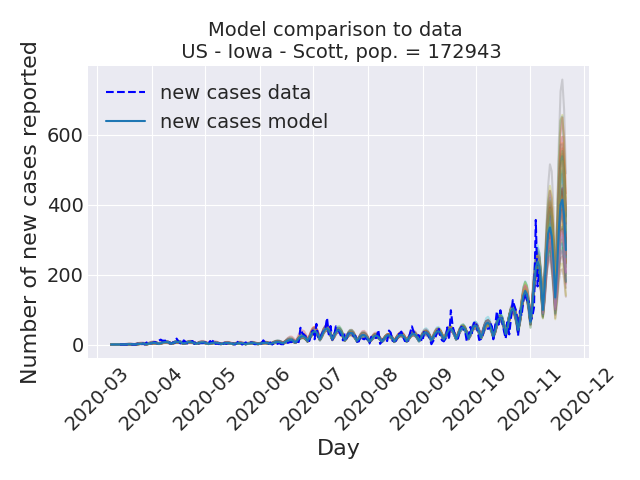 Model comparison to data
US - Iowa - Scott, pop. = 172943
new cases data
new cases model
Number of new cases reported
600
400
200
0
2020-03
2020-04
2020-05
2020-06
2020-07
2020-08
2020-09
2020-10
2020-11
2020-12
Day